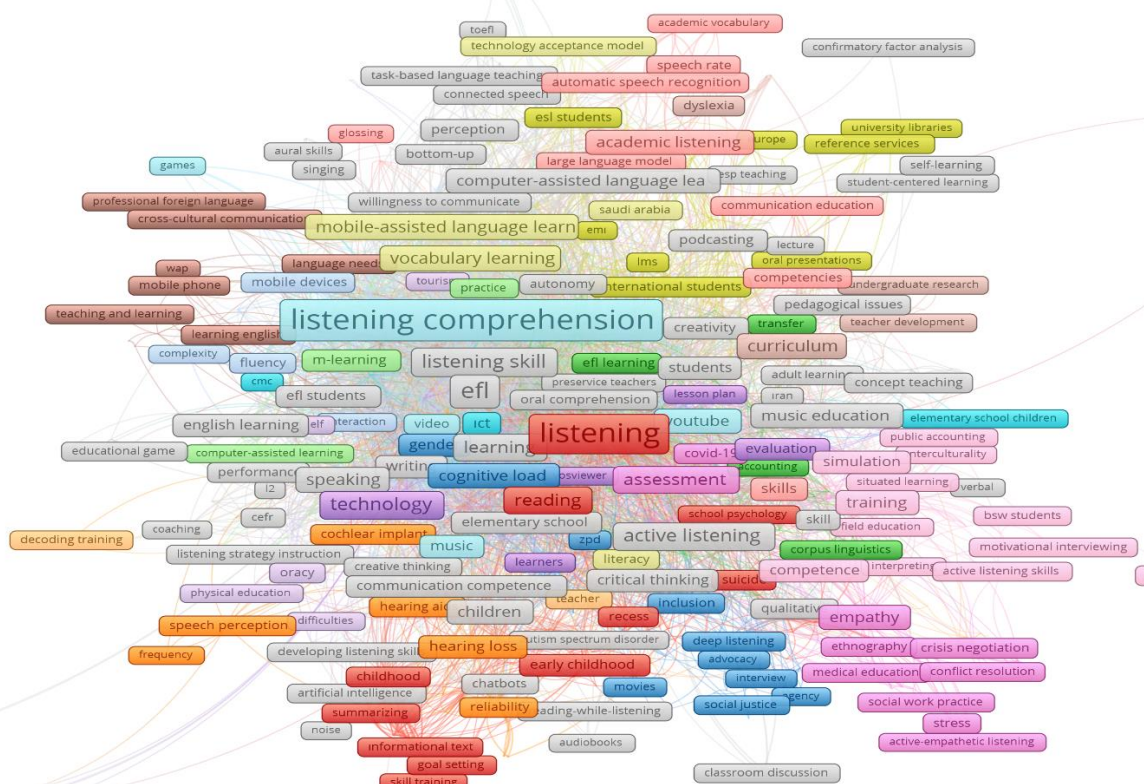 academic vocabulary
toefl
technology acceptance model
confirmatory factor analysis
speech rate
task-based language teaching
automatic speech recognition
connected speech
dyslexia
esl students
perception
university libraries
glossing
academic listening
reference services
aural skills
bottom-up
large language model
games
singing
self-learning
computer-assisted language lea
esp teaching
student-centered learning
professional foreign language
willingness to communicate
communication education
saudi arabia
cross-cultural communication
mobile-assisted language learn
emi
podcasting
lecture
vocabulary learning
lms
oral presentations
wap
language need
mobile phone
mobile devices
practice
autonomy
international students
competencies
undergraduate research
pedagogical issues
teaching and learning
listening comprehension
creativity
transfer
teacher development
learning english
curriculum
complexity
fluency
m-learning
listening skill
efl learning
students
cmc
efl students
efl
preservice teachers
adult learning
concept teaching
oral comprehension
lesson plan
iran
english learning
elf
interaction
video
ict
listening
youtube
music education
elementary school children
public accounting
educational game
computer-assisted learning
learning
covid-19
evaluation
interculturality
performance
writing
accounting
simulation
speaking
cognitive load
assessment
situated learning
l2
skills
verbal
technology
reading
training
cefr
school psychology
bsw students
coaching
cochlear implant
elementary school
skill
field education
decoding training
music
zpd
active listening
listening strategy instruction
corpus linguistics
motivational interviewing
oracy
creative thinking
learners
literacy
competence
interpreting
active listening skills
physical education
communication competence
critical thinking
teacher
inclusion
hearing aid
children
qualitative
speech perception
difficulties
recess
empathy
frequency
developing listening skill
hearing loss
autism spectrum disorder
deep listening
ethnography
crisis negotiation
childhood
early childhood
advocacy
medical education
conflict resolution
artificial intelligence
chatbots
movies
interview
summarizing
reliability
reading-while-listening
social justice
agency
social work practice
noise
stress
informational text
audiobooks
active-empathetic listening
goal setting
skill training
classroom discussion